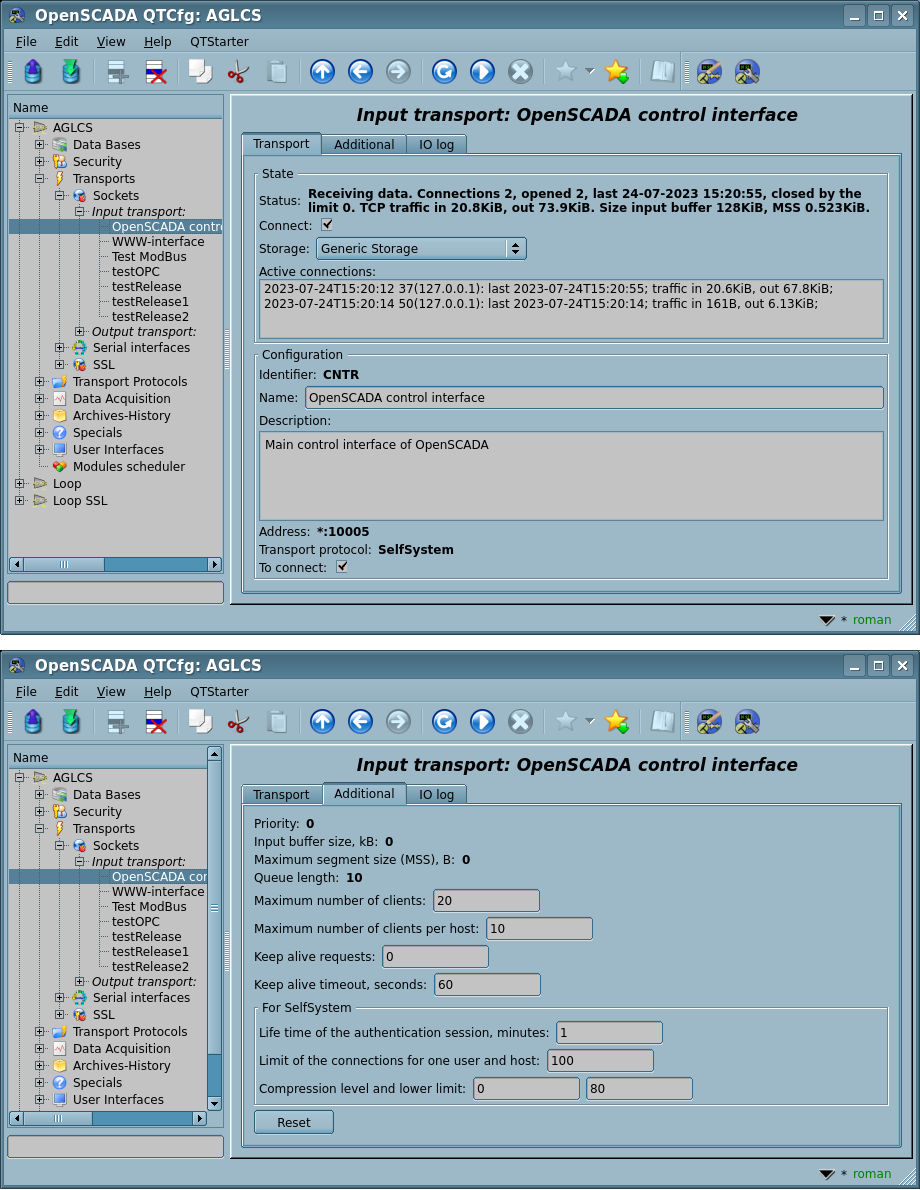 OpenSCADA QTCfg: AGLCS
File Edit View Help QTStarter
Name
AGLCS
Data Bases
Security
Transports
Sockets
Input transport:
OpenSCADA contro
WWW-interface
Test ModBus
testOPC
testRelease
testRelease1
testRelease2
Output transport:
Serial interfaces
SSL
Transport Protocols
Data Acquisition
Archives-History
Specials
User Interfaces
Modules scheduler
Loop
Loop SSL
Input transport: OpenSCADA control interface
Transport Additional IO log
State
Status: Receiving data. Connections 2, opened 2, last 24-07-2023 15:20:55, closed by the
limit 0. TCP traffic in 20.8KiB, out 73.9KiB. Size input buffer 128KiB, MSS 0.523KiB.
Connect:
Storage: Generic Storage
Active connections:
2023-07-24T15:20:12 37(127.0.0.1): last 2023-07-24T15:20:55; traffic in 20.6KiB, out 67.8KiB;
2023-07-24T15:20:14 50(127.0.0.1): last 2023-07-24T15:20:14; traffic in 161B, out 6.13KiB;
Configuration
Identifier: CNTR
Name: OpenSCADA control interface
Description:
Main control interface of OpenSCADA
Address: *:10005
Transport protocol: SelfSystem
To connect:
* roman
OpenSCADA QTCfg: AGLCS
File Edit View Help QTStarter
Name
AGLCS
Data Bases
Security
Transports
Sockets
Input transport:
OpenSCADA cor
WWW-interface
Test ModBus
testOPC
testRelease
testRelease1
testRelease2
Output transport:
Serial interfaces
SSL
Transport Protocols
Data Acquisition
Archives-History
Specials
User Interfaces
Input transport: OpenSCADA control interface
Transport Additional IO log
Priority: 0
Input buffer size, kB: 0
Maximum segment size (MSS), B: 0
Queue length: 10
Maximum number of clients: 20
Maximum number of clients per host: 10
Keep alive requests: 0
Keep alive timeout, seconds: 60
For SelfSystem
Life time of the authentication session, minutes: 1
Limit of the connections for one user and host: 100
Compression level and lower limit: 0 80
Reset
* roman